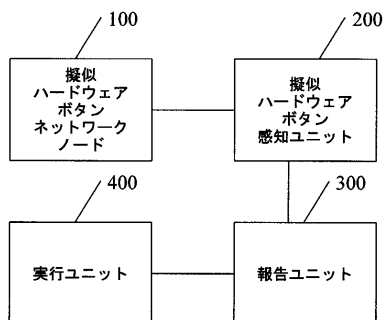 100
200
擬似
ハードウェア
ボタン
ネットワーク
ノード
擬似
ハードウェア
ボタン
感知ユニット
400
300
実行ユニット
報告ユニット